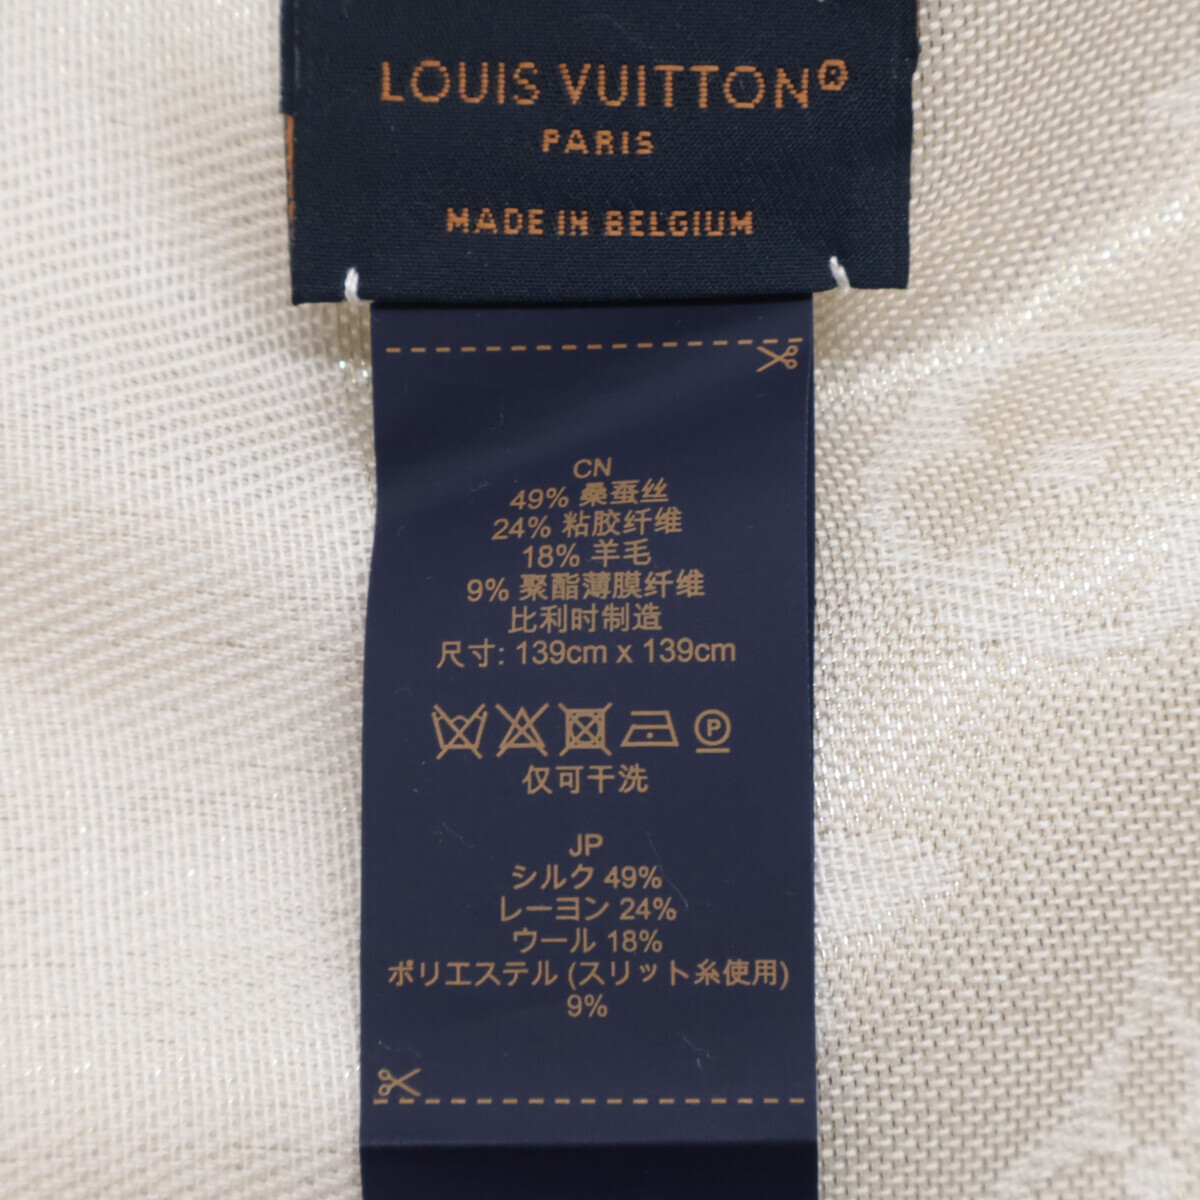 LOUIS VUITTON®
PARIS
MADE IN BELGIUM
CN
49% 桑蚕丝
24% 粘胶纤维
18% 羊毛
9% 聚酯薄膜纤维
比利时制造
尺寸: 139cm x 139cm
P
仅可干洗
JP
シルク 49%
レーヨン 24%
ウール 18%
ポリエステル (スリット糸使用)
9%